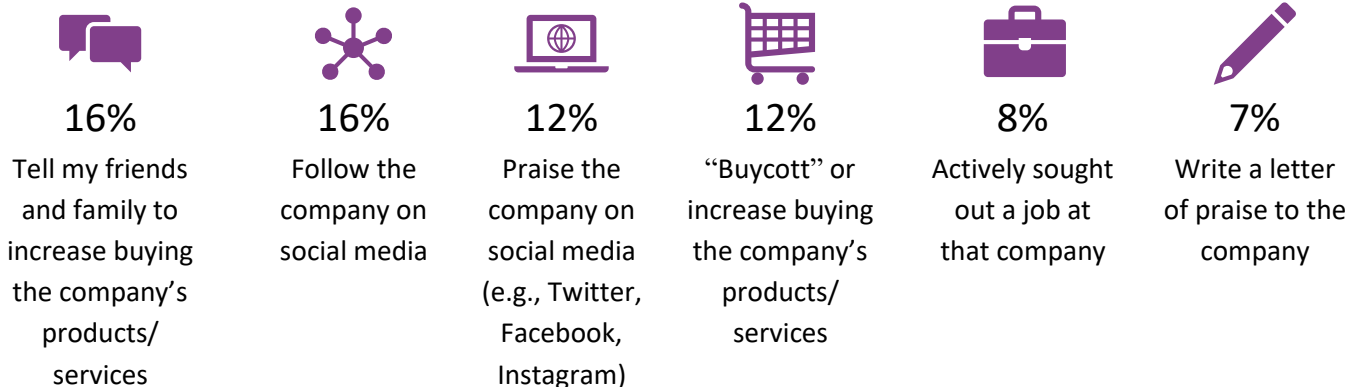 16%
Tell my friends
and family to
increase buying
the company’s
products/
services
16%
Follow the
company on
social media
12%
Praise the
company on
social media
(e.g., Twitter,
Facebook,
Instagram)
12%
“Buycott” or
increase buying
the company’s
products/
services
8%
Actively sought
out a job at
that company
7%
Write a letter
of praise to the
company